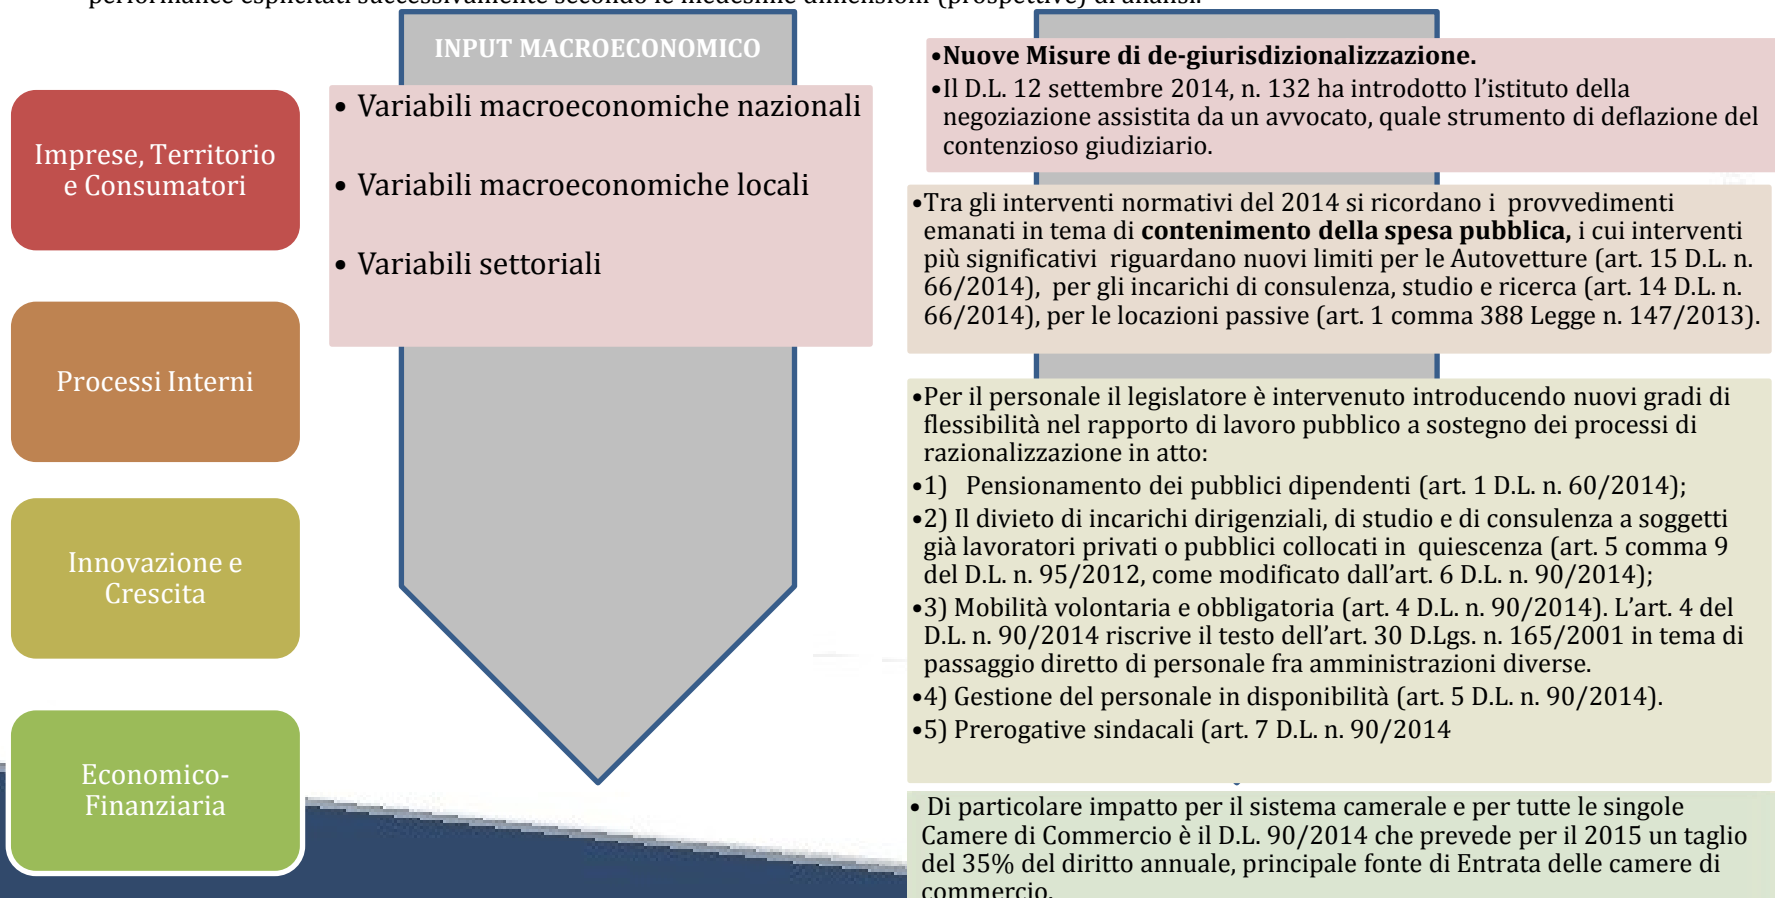 performance esplicitati successivamente secondo le medesime dimensioni (prospettive) di analisi.
Imprese, Territorio
e Consumatori
Processi Interni
Innovazione e
Crescita
Economico-
Finanziaria
INPUT MACROECONOMICO
• Variabili macroeconomiche nazionali
• Variabili macroeconomiche locali
• Variabili settoriali
•Nuove Misure di de-giurisdizionalizzazione.
•Il D.L. 12 settembre 2014, n. 132 ha introdotto l’istituto della
negoziazione assistita da un avvocato, quale strumento di deflazione del
contenzioso giudiziario.
•Tra gli interventi normativi del 2014 si ricordano i provvedimenti
emanati in tema di contenimento della spesa pubblica, i cui interventi
più significativi riguardano nuovi limiti per le Autovetture (art. 15 D.L. n.
66/2014), per gli incarichi di consulenza, studio e ricerca (art. 14 D.L. n.
66/2014), per le locazioni passive (art. 1 comma 388 Legge n. 147/2013).
•Per il personale il legislatore è intervenuto introducendo nuovi gradi di
flessibilità nel rapporto di lavoro pubblico a sostegno dei processi di
razionalizzazione in atto:
•1) Pensionamento dei pubblici dipendenti (art. 1 D.L. n. 60/2014);
•2) Il divieto di incarichi dirigenziali, di studio e di consulenza a soggetti
già lavoratori privati o pubblici collocati in quiescenza (art. 5 comma 9
del D.L. n. 95/2012, come modificato dall’art. 6 D.L. n. 90/2014);
•3) Mobilità volontaria e obbligatoria (art. 4 D.L. n. 90/2014). L’art. 4 del
D.L. n. 90/2014 riscrive il testo dell’art. 30 D.Lgs. n. 165/2001 in tema di
passaggio diretto di personale fra amministrazioni diverse.
•4) Gestione del personale in disponibilità (art. 5 D.L. n. 90/2014).
•5) Prerogative sindacali (art. 7 D.L. n. 90/2014
• Di particolare impatto per il sistema camerale e per tutte le singole
Camere di Commercio è il D.L. 90/2014 che prevede per il 2015 un taglio
del 35% del diritto annuale, principale fonte di Entrata delle camere di
commercio.